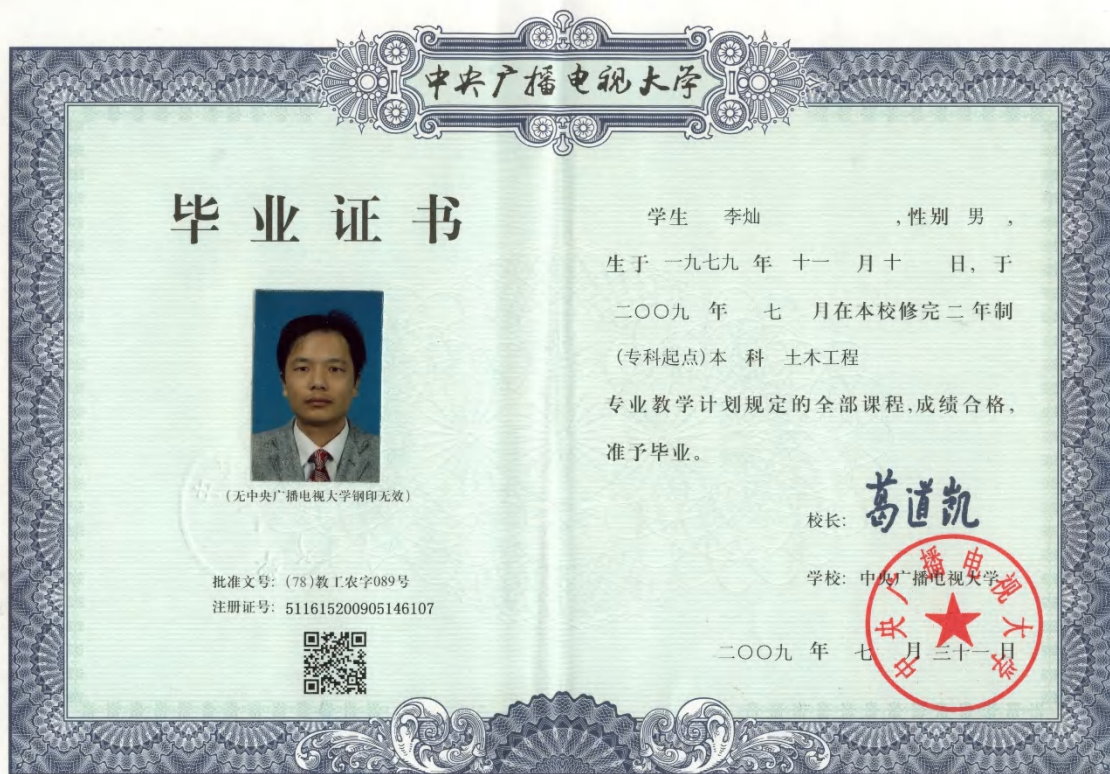 中央广播电视大学
毕业证书
(无中央广播电视大学钢印无效)
批准文号: (78)教工农字089号
注册证号: 511615200905146107
学生 李灿 ,性别 男 ,
生于 一九七九 年 十一 月 十 日, 于
二〇〇九 年 七 月在本校修完 二 年制
(专科起点)本 科 土木工程
专业教学计划规定的全部课程,成绩合格,
准予毕业。
校长: 葛道凯
学校: 中央广播电视大学
中央广播电视大学
二〇〇九 年 七 月 三十一 日